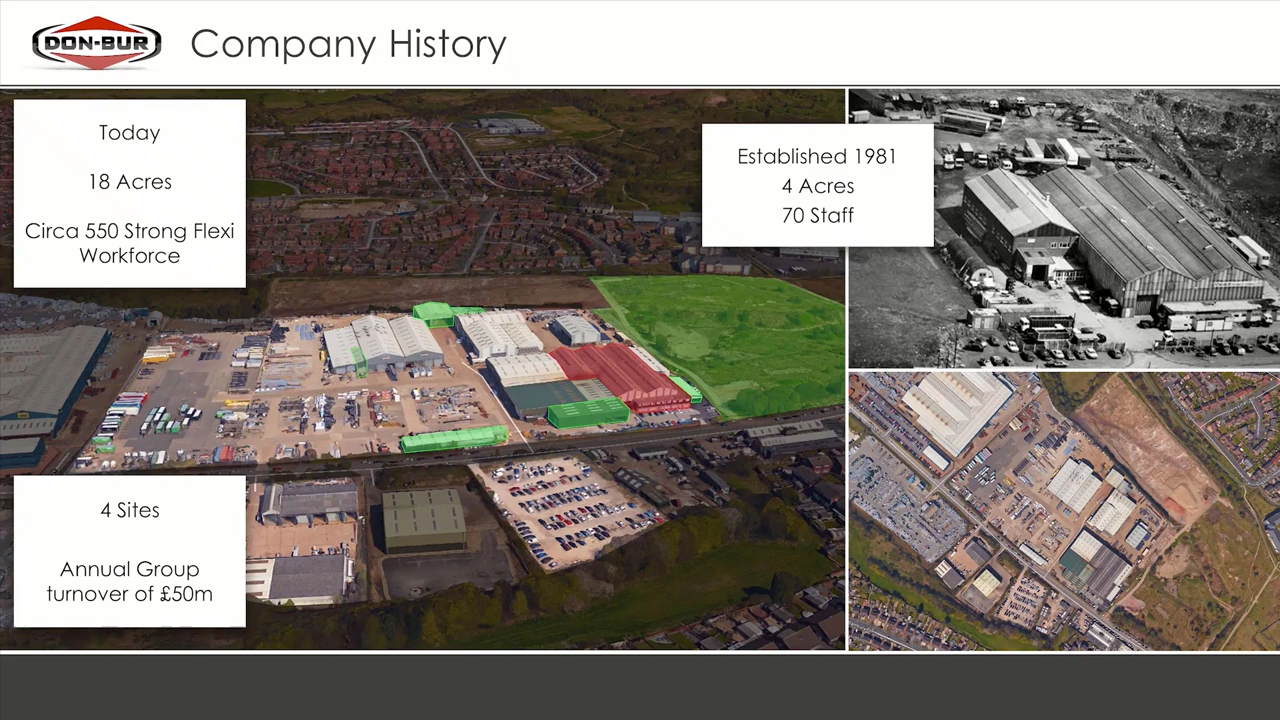 DON-BUR
Company History
Today
18 Acres
Circa 550 Strong Flexi
Workforce
Established 1981
4 Acres
70 Staff
4 Sites
Annual Group
turnover of £50m